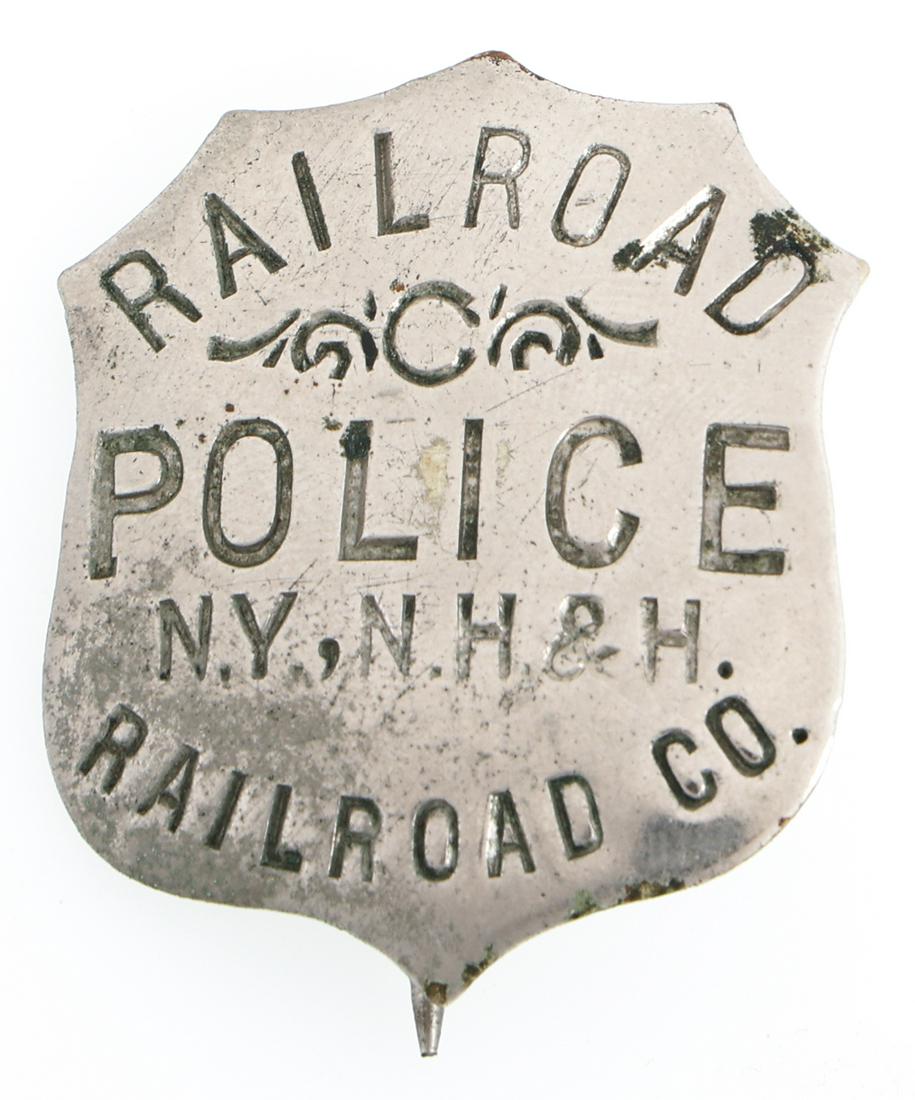 RAILROAD
C
POLICE
N.Y., N.H. & H.
RAILROAD CO.